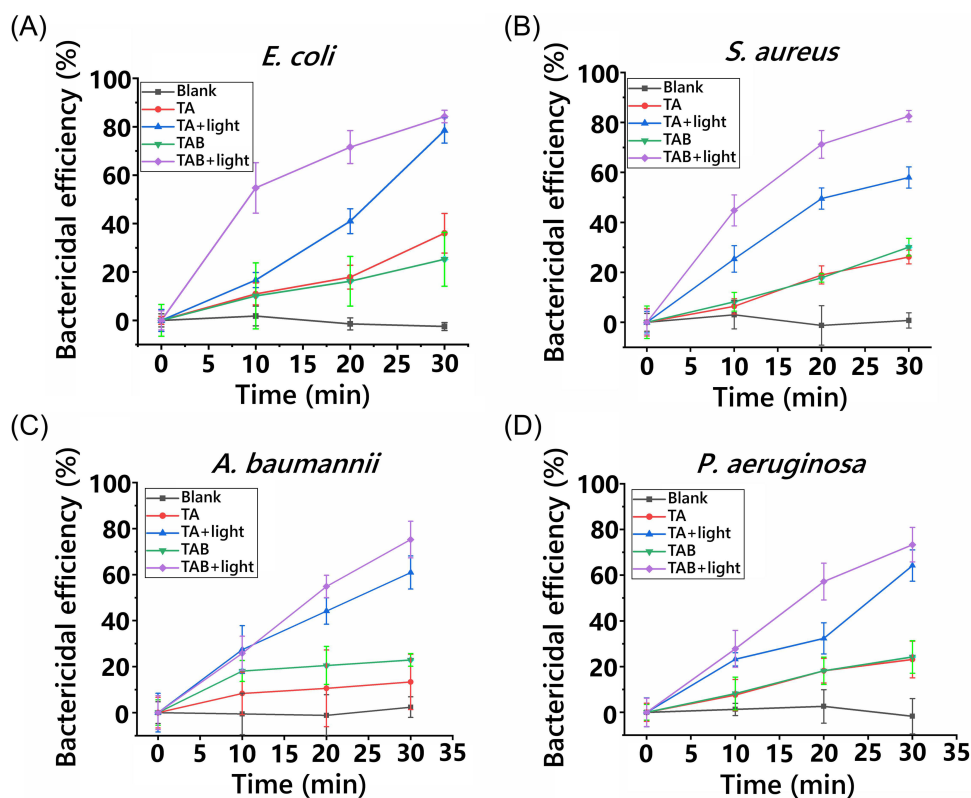 (A)
E. coli
Bactericidal efficiency (%)
100
80
60
40
20
0
Blank
TA
TA+light
TAB
TAB+light
0 5 10 15 20 25 30
Time (min)
(B)
S. aureus
Bactericidal efficiency (%)
100
80
60
40
20
0
Blank
TA
TA+light
TAB
TAB+light
0 5 10 15 20 25 30
Time (min)
(C)
A. baumannii
Bactericidal efficiency (%)
100
80
60
40
20
0
Blank
TA
TA+light
TAB
TAB+light
0 5 10 15 20 25 30 35
Time (min)
(D)
P. aeruginosa
Bactericidal efficiency (%)
100
80
60
40
20
0
Blank
TA
TA+light
TAB
TAB+light
0 5 10 15 20 25 30 35
Time (min)